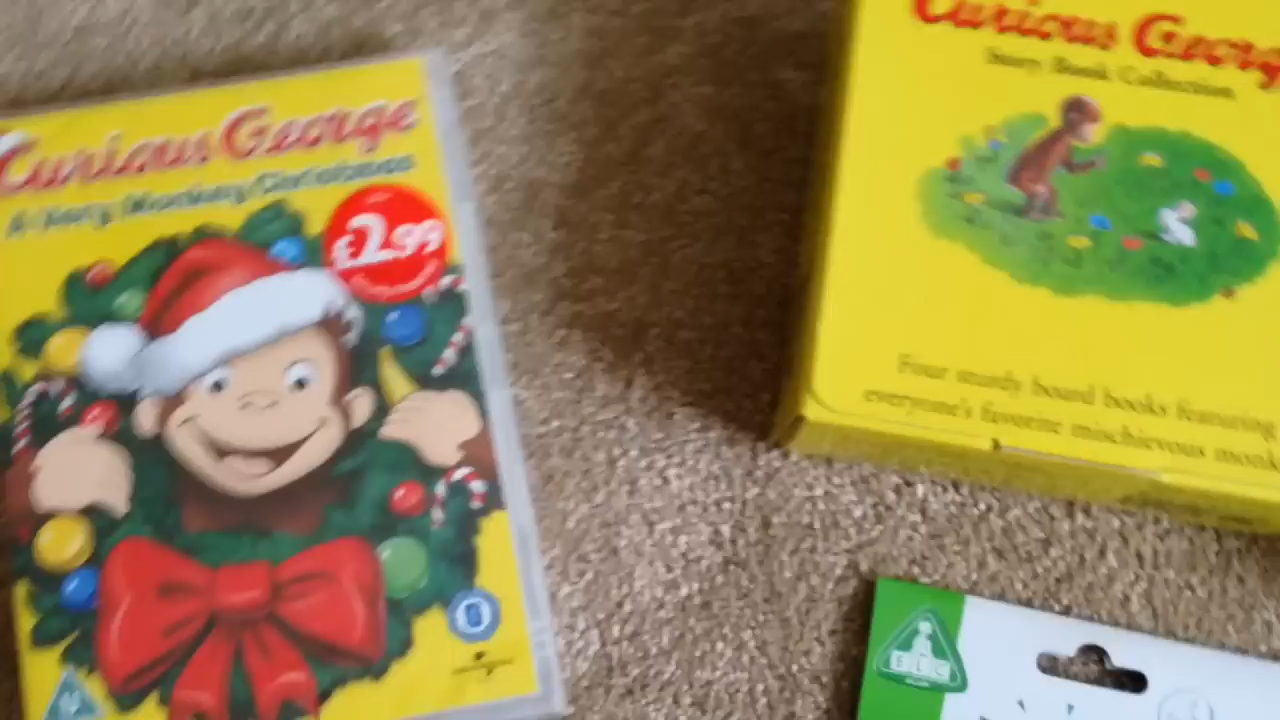 Curious George
A Very Monkey Christmas
£2.99
Curious Georg
Story Book Collection
Four sturdy board books featuring
everyone's favorite mischievous monk
ELC
U